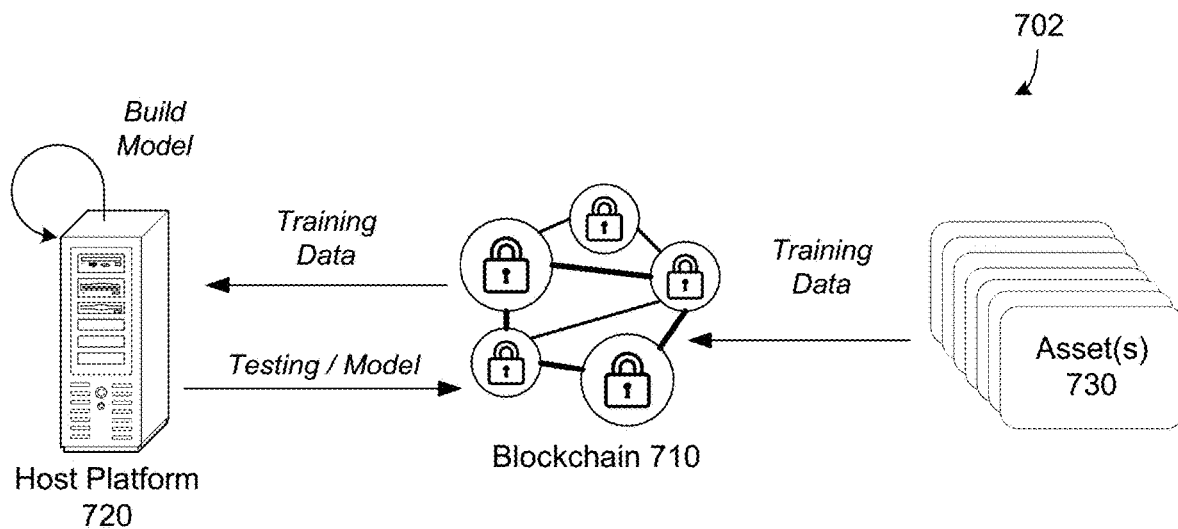 702
Build
Model
Training
Data
Training
Data
Testing / Model
Asset(s)
730
Blockchain 710
Host Platform
720